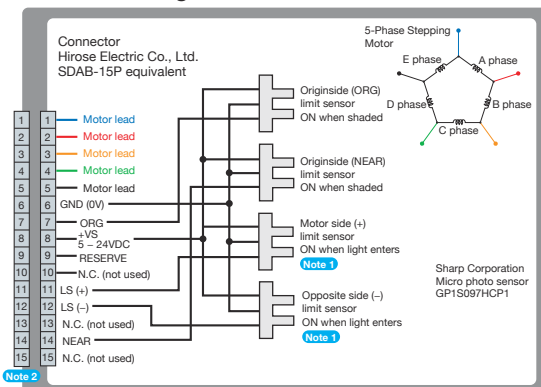 Connector
Hirose Electric Co., Ltd.
SDAB-15P equivalent
5-Phase Stepping
Motor
E phase
A phase
D phase
B phase
C phase
Originside (ORG)
limit sensor
ON when shaded
Originside (NEAR)
limit sensor
ON when shaded
Motor side (+)
limit sensor
ON when light enters
Note 1
Opposite side (–)
limit sensor
ON when light enters
Note 1
Sharp Corporation
Micro photo sensor
GP1S097HCP1
1 1 Motor lead
2 2 Motor lead
3 3 Motor lead
4 4 Motor lead
5 5 Motor lead
6 6 GND (0V)
7 7 ORG
8 8 +VS
5 – 24VDC
9 9 RESERVE
10 10 N.C. (not used)
11 11 LS (+)
12 12 LS (–)
13 13 N.C. (not used)
14 14 NEAR
15 15 N.C. (not used)
Note 2